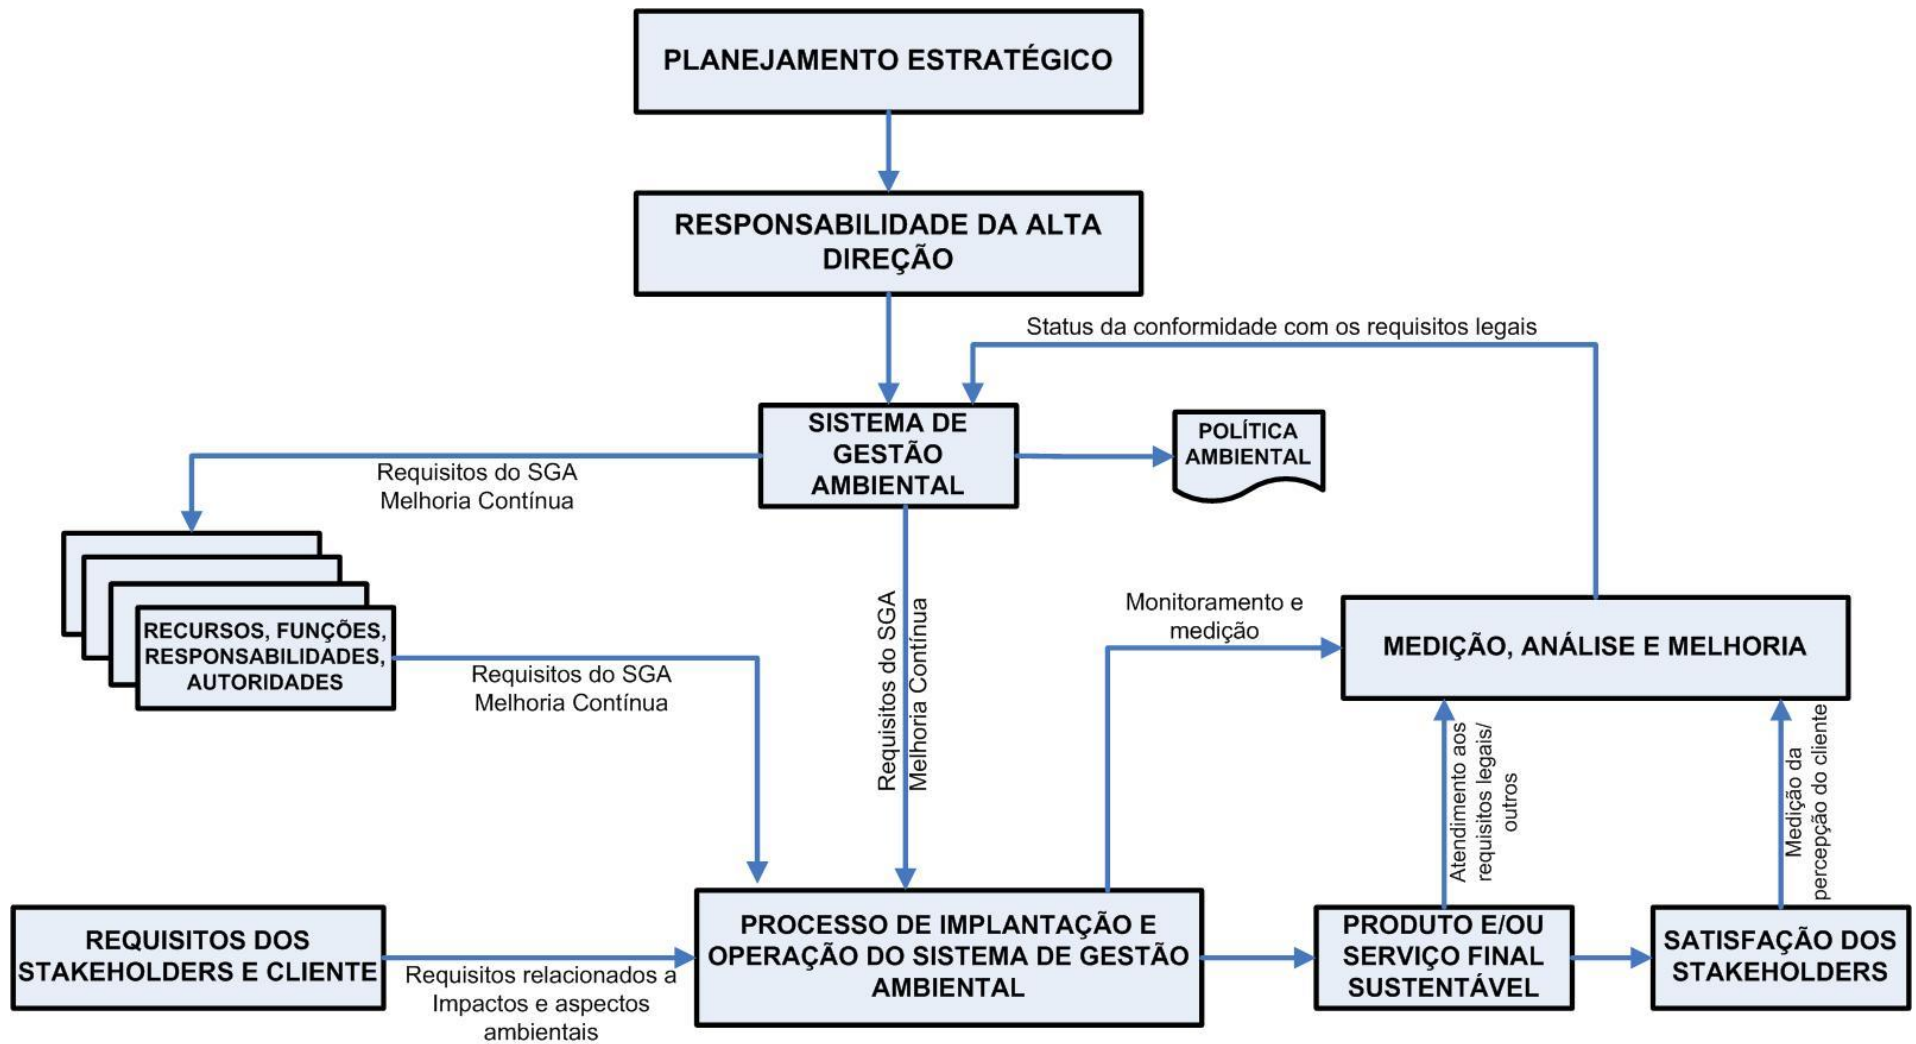 PLANEJAMENTO ESTRATÉGICO
RESPONSABILIDADE DA ALTA
DIREÇÃO
Status da conformidade com os requisitos legais
SISTEMA DE
GESTÃO
AMBIENTAL
POLÍTICA
AMBIENTAL
Requisitos do SGA
Melhoria Contínua
RECURSOS, FUNÇÕES,
RESPONSABILIDADES,
AUTORIDADES
Requisitos do SGA
Melhoria Contínua
Requisitos do SGA
Melhoria Contínua
Monitoramento e
medição
MEDIÇÃO, ANÁLISE E MELHORIA
Atendimento aos
requisitos legais/
outros
Medição da
percepção do cliente
REQUISITOS DOS
STAKEHOLDERS E CLIENTE
Requisitos relacionados a
Impactos e aspectos
ambientais
PROCESSO DE IMPLANTAÇÃO E
OPERAÇÃO DO SISTEMA DE GESTÃO
AMBIENTAL
PRODUTO E/OU
SERVIÇO FINAL
SUSTENTÁVEL
SATISFAÇÃO DOS
STAKEHOLDERS